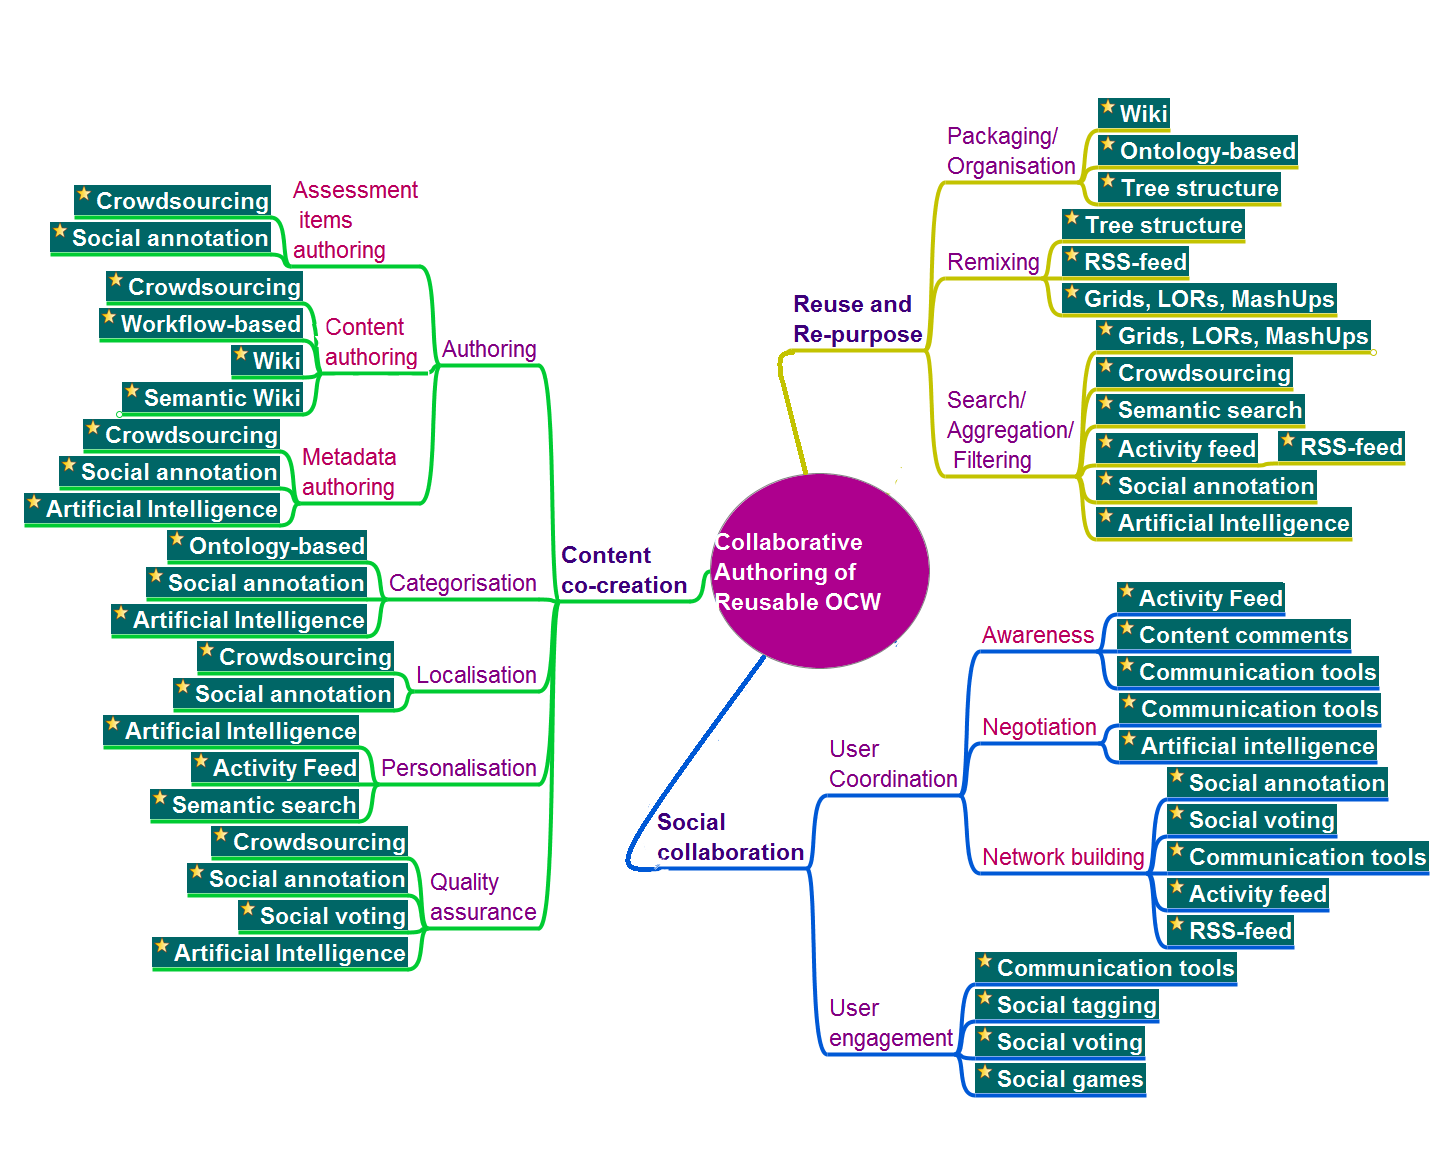 Collaborative
Authoring of
Reusable OCW
Reuse and
Re-purpose
Packaging/
Organisation
Wiki
Ontology-based
Tree structure
Remixing
Tree structure
RSS-feed
Grids, LORs, MashUps
Search/
Aggregation/
Filtering
Grids, LORs, MashUps
Crowdsourcing
Semantic search
Activity feed
RSS-feed
Social annotation
Artificial Intelligence
Content
co-creation
Authoring
Assessment
items
authoring
Crowdsourcing
Social annotation
Content
authoring
Crowdsourcing
Workflow-based
Wiki
Semantic Wiki
Metadata
authoring
Crowdsourcing
Social annotation
Artificial Intelligence
Categorisation
Ontology-based
Social annotation
Artificial Intelligence
Localisation
Crowdsourcing
Social annotation
Personalisation
Artificial Intelligence
Activity Feed
Semantic search
Quality
assurance
Crowdsourcing
Social annotation
Social voting
Artificial Intelligence
Social
collaboration
User
Coordination
Awareness
Activity Feed
Content comments
Communication tools
Negotiation
Communication tools
Artificial intelligence
Network building
Social annotation
Social voting
Communication tools
Activity feed
RSS-feed
User
engagement
Communication tools
Social tagging
Social voting
Social games